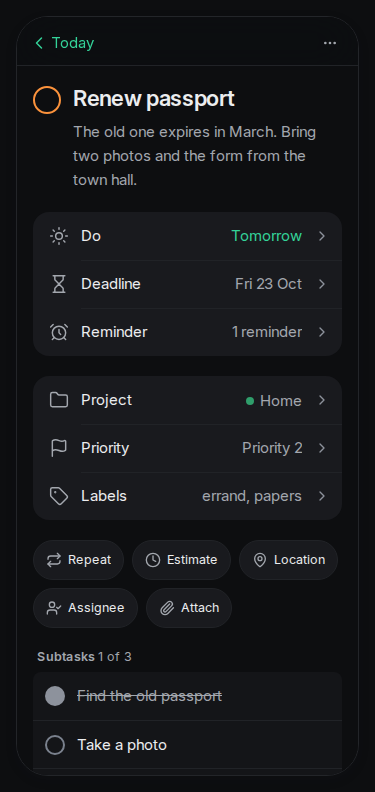 Today
Renew passport
The old one expires in March. Bring
two photos and the form from the
town hall.
Do Tomorrow
Deadline Fri 23 Oct
Reminder 1 reminder
Project Home
Priority Priority 2
Labels errand, papers
Repeat Estimate Location
Assignee Attach
Subtasks 1 of 3
Find the old passport
Take a photo